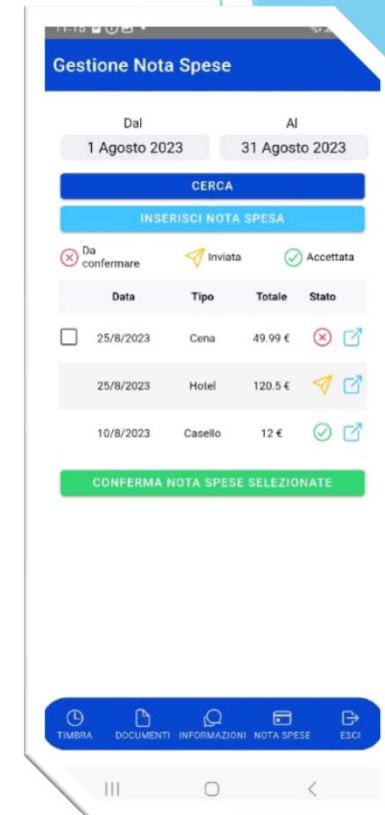 11:18
Gestione Nota Spese
Dal Al
1 Agosto 2023 31 Agosto 2023
CERCA
INSERISCI NOTA SPESA
Da confermare Inviata Accettata
Data Tipo Totale Stato
25/8/2023 Cena 49.99 €
25/8/2023 Hotel 120.5 €
10/8/2023 Casello 12 €
CONFERMA NOTA SPESE SELEZIONATE
TIMBRA DOCUMENTI INFORMAZIONI NOTA SPESE ESCI